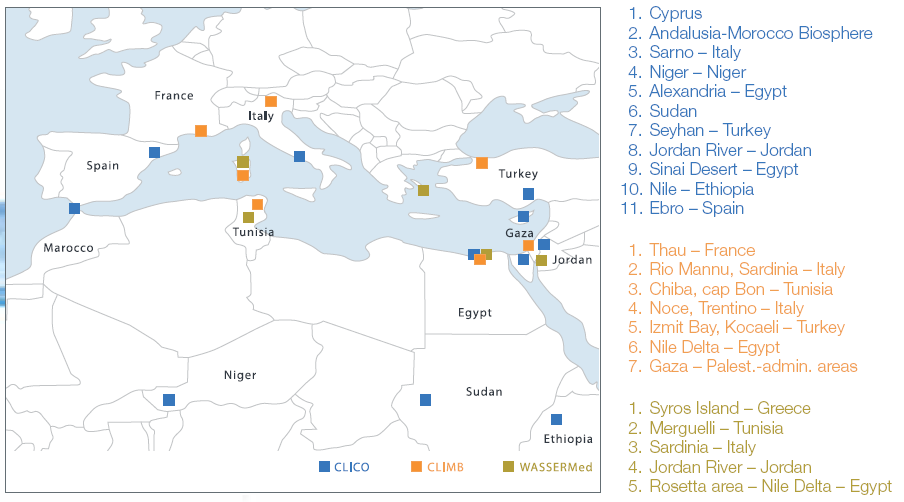 France
Italy
Spain
Turkey
Tunisia
Marocco
Gaza
Jordan
Egypt
Niger
Sudan
Ethiopia
CLICO
CLIMB
WASSERMed
1. Cyprus
2. Andalusia-Morocco Biosphere
3. Sarno – Italy
4. Niger – Niger
5. Alexandria – Egypt
6. Sudan
7. Seyhan – Turkey
8. Jordan River – Jordan
9. Sinai Desert – Egypt
10. Nile – Ethiopia
11. Ebro – Spain
1. Thau – France
2. Rio Mannu, Sardinia – Italy
3. Chiba, cap Bon – Tunisia
4. Noce, Trentino – Italy
5. Izmit Bay, Kocaeli – Turkey
6. Nile Delta – Egypt
7. Gaza – Palest.-admin. areas
1. Syros Island – Greece
2. Merguelli – Tunisia
3. Sardinia – Italy
4. Jordan River – Jordan
5. Rosetta area – Nile Delta – Egypt